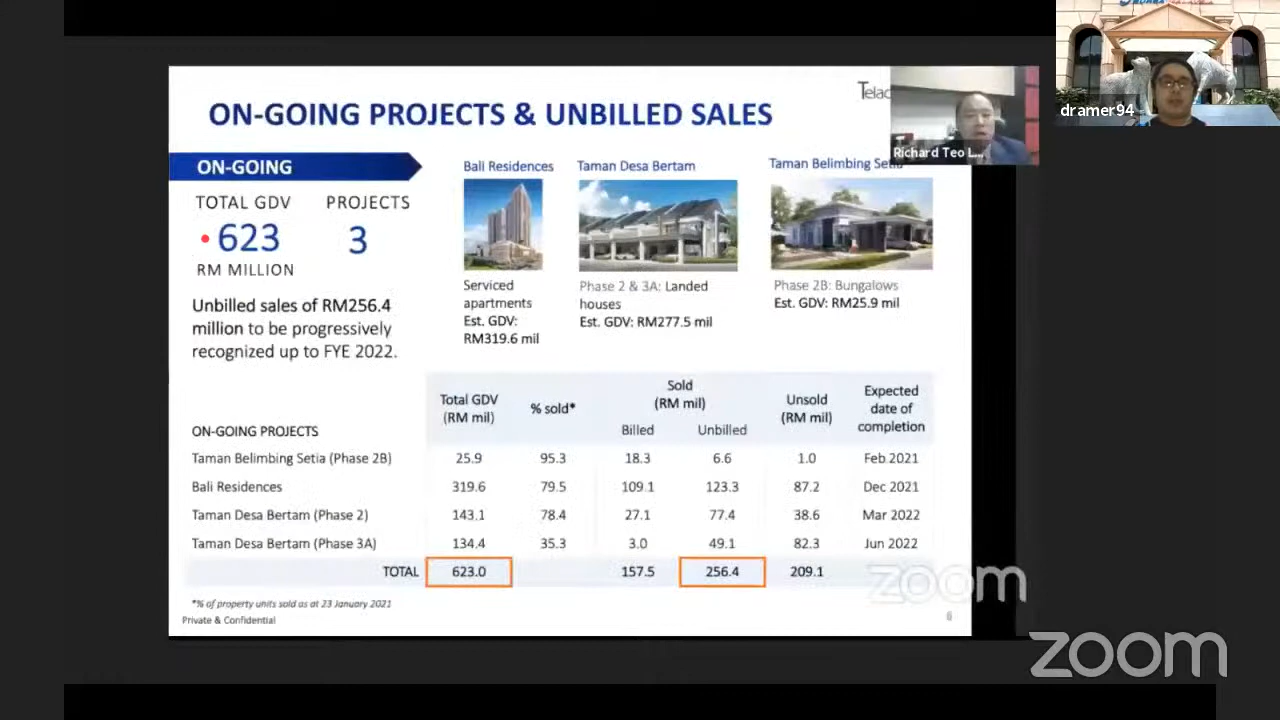 ON-GOING PROJECTS & UNBILLED SALES
Telac
dramer94
Richard Teo L...
ON-GOING
TOTAL GDV PROJECTS
623 3
RM MILLION
Unbilled sales of RM256.4
million to be progressively
recognized up to FYE 2022.
Bali Residences
Serviced
apartments
Est. GDV:
RM319.6 mil
Taman Desa Bertam
Phase 2 & 3A: Landed
houses
Est. GDV: RM277.5 mil
Taman Belimbing Setia
Phase 2B: Bungalows
Est. GDV: RM25.9 mil
ON-GOING PROJECTS
Total GDV
(RM mil)
% sold*
Sold
(RM mil)
Billed Unbilled
Unsold
(RM mil)
Expected
date of
completion
Taman Belimbing Setia (Phase 2B) 25.9 95.3 18.3 6.6 1.0 Feb 2021
Bali Residences 319.6 79.5 109.1 123.3 87.2 Dec 2021
Taman Desa Bertam (Phase 2) 143.1 78.4 27.1 77.4 38.6 Mar 2022
Taman Desa Bertam (Phase 3A) 134.4 35.3 3.0 49.1 82.3 Jun 2022
TOTAL 623.0 157.5 256.4 209.1
*% of property units sold as at 23 January 2021
Private & Confidential
6
zoom
zoom